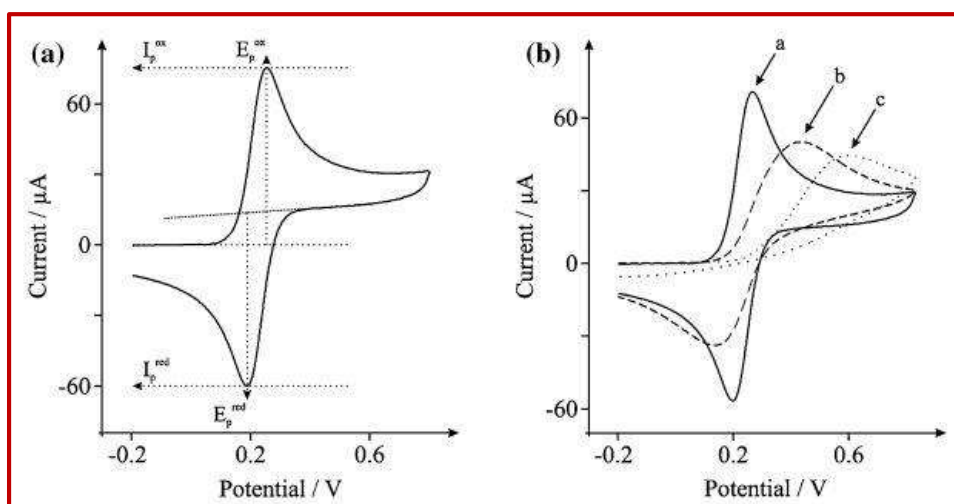 (a)
I_p^ox
E_p^ox
60
0
-60
I_p^red
E_p^red
-0.2
0.2
0.6
Current / µA
Potential / V
(b)
a
b
c
60
0
-60
-0.2
0.2
0.6
Current / µA
Potential / V